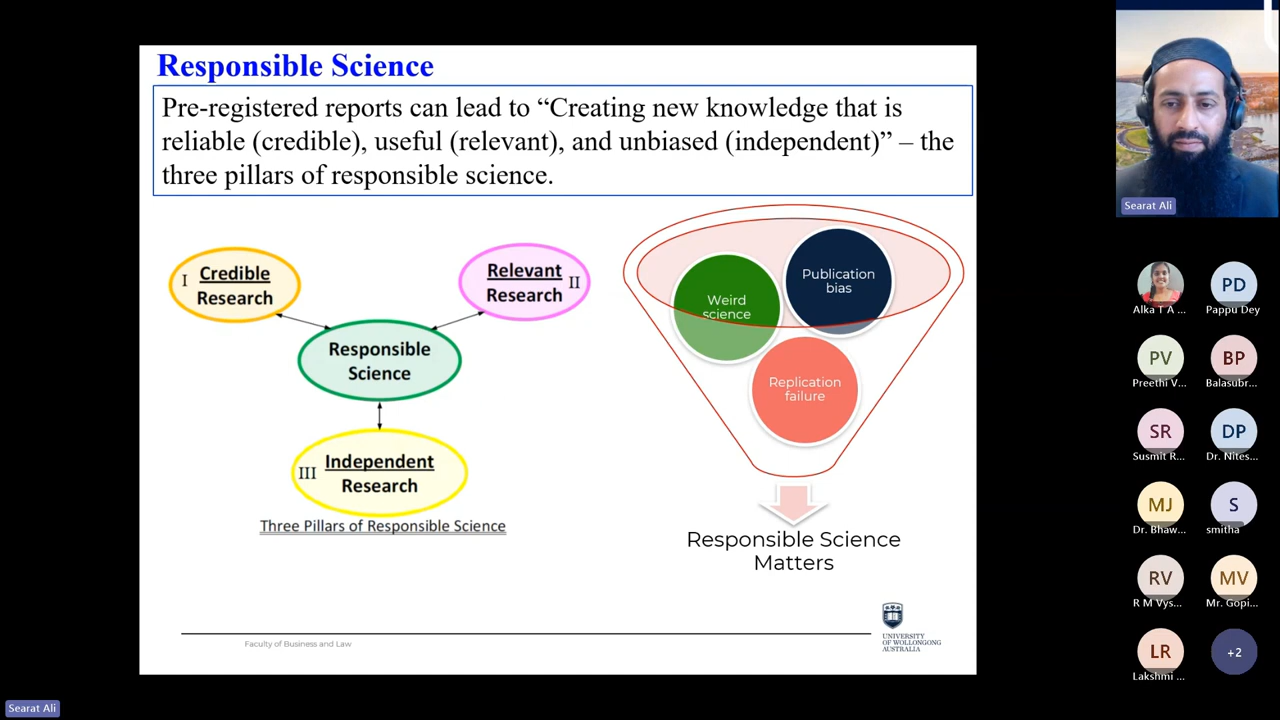 Responsible Science
Pre-registered reports can lead to “Creating new knowledge that is
reliable (credible), useful (relevant), and unbiased (independent)” – the
three pillars of responsible science.
I Credible
Research
Relevant II
Research
Responsible
Science
III Independent
Research
Three Pillars of Responsible Science
Weird
science
Publication
bias
Replication
failure
Responsible Science
Matters
Faculty of Business and Law
UNIVERSITY
OF WOLLONGONG
AUSTRALIA
Searat Ali
Alka T A ...
PD
Pappu Dey
PV
Preethi V...
BP
Balasubr...
SR
Susmit R...
DP
Dr. Nites...
MJ
Dr. Bhaw...
S
smitha
RV
R M Vys...
MV
Mr. Gopi...
LR
Lakshmi ...
+2
Searat Ali